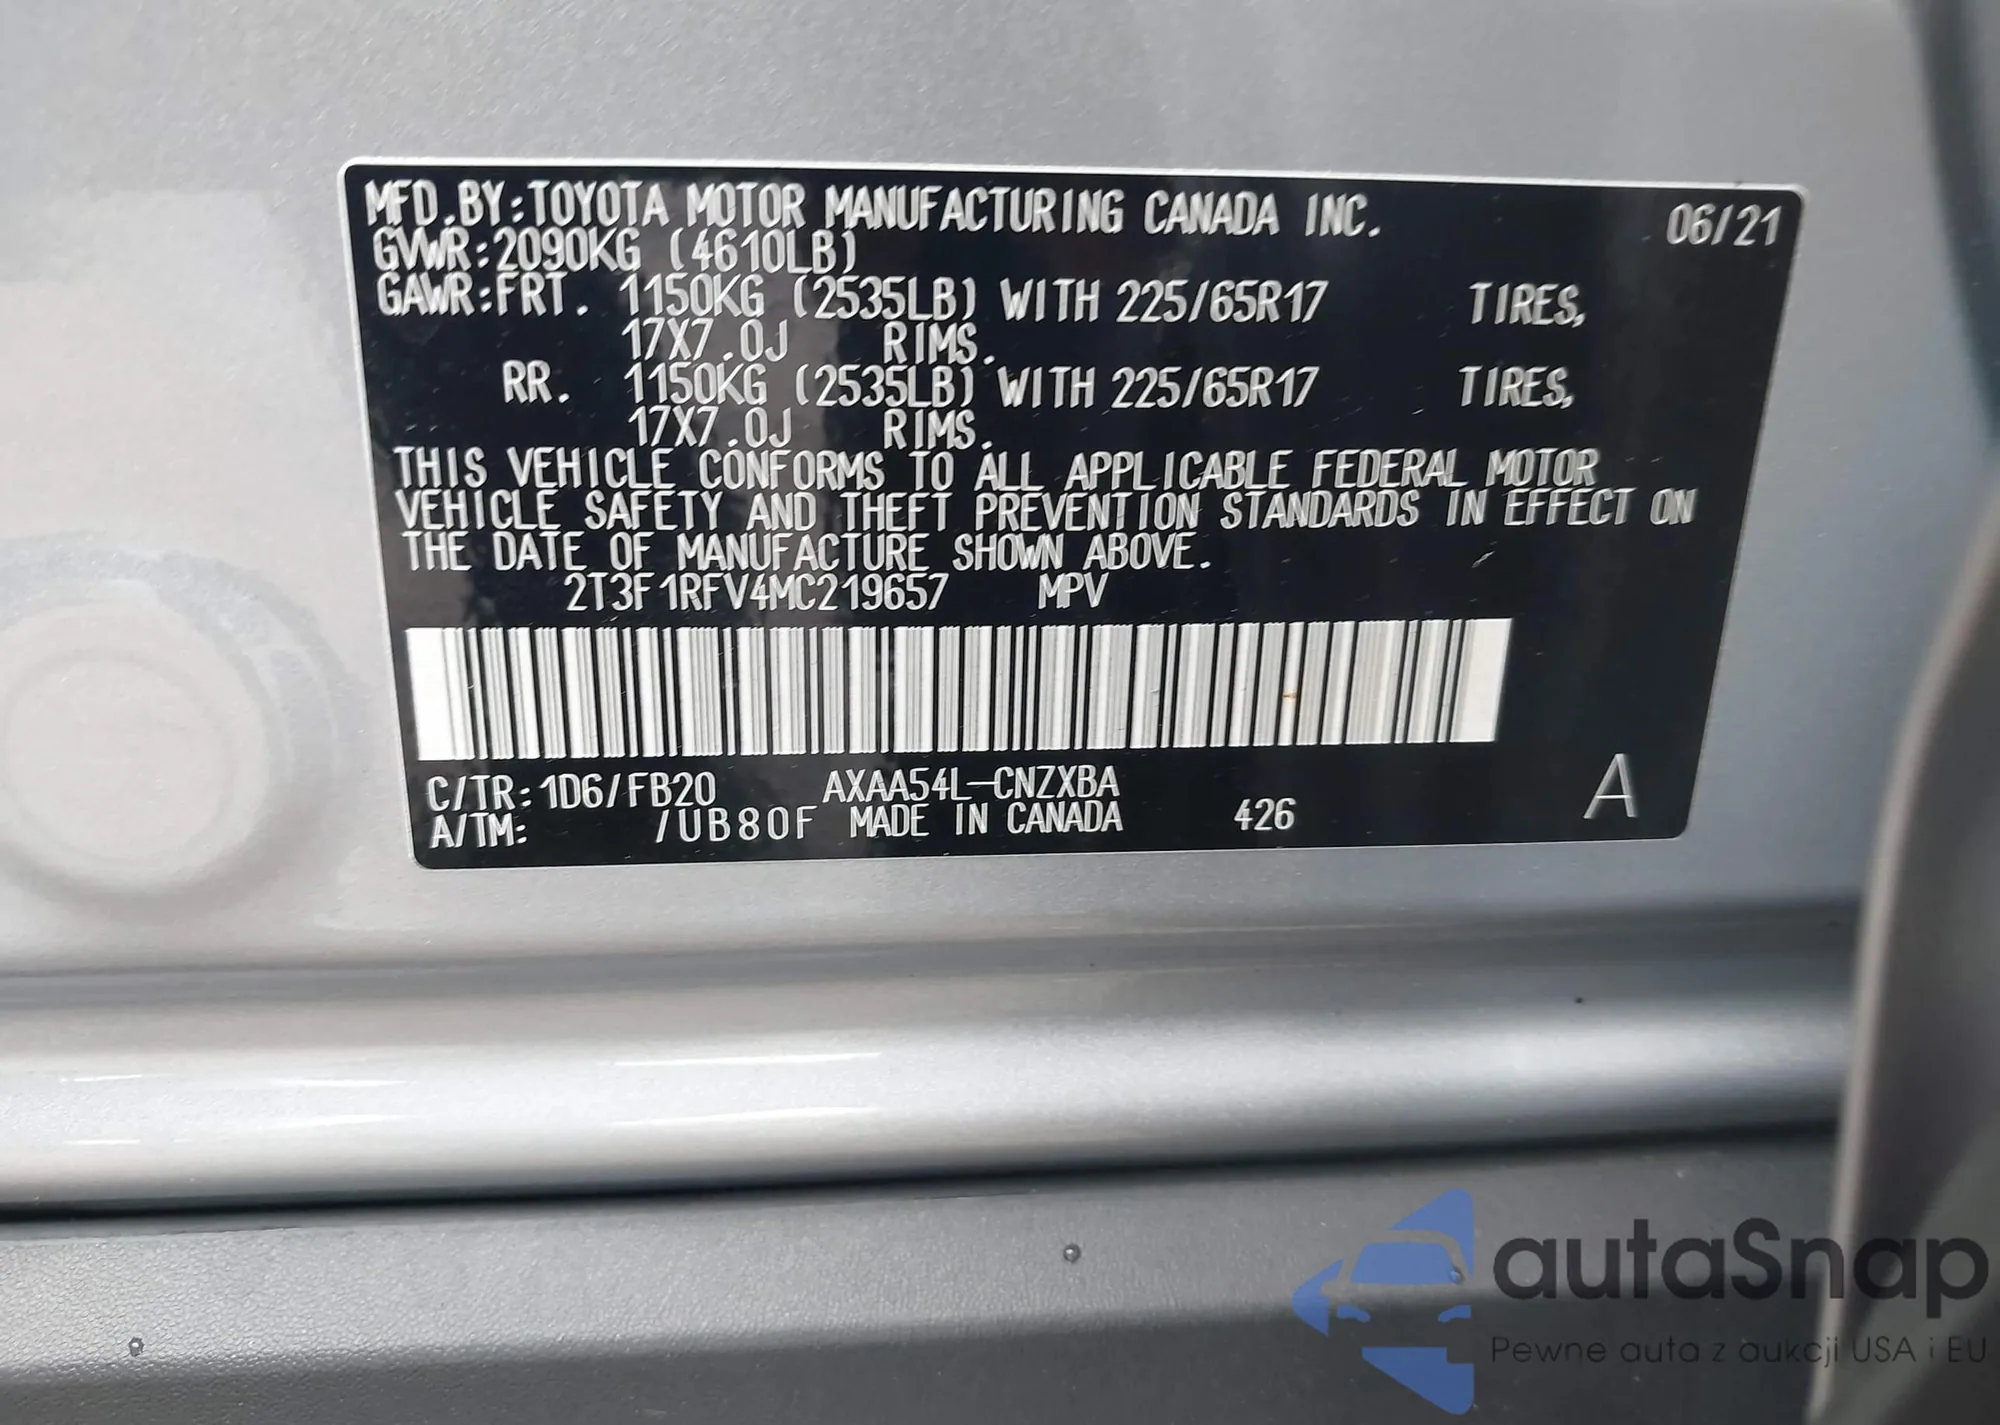 MFD.BY:TOYOTA MOTOR MANUFACTURING CANADA INC. 06/21
GVWR:2090KG (4610LB)
GAWR:FRT. 1150KG (2535LB) WITH 225/65R17 TIRES,
17X7.0J RIMS.
RR. 1150KG (2535LB) WITH 225/65R17 TIRES,
17X7.0J RIMS.
THIS VEHICLE CONFORMS TO ALL APPLICABLE FEDERAL MOTOR
VEHICLE SAFETY AND THEFT PREVENTION STANDARDS IN EFFECT ON
THE DATE OF MANUFACTURE SHOWN ABOVE.
2T3F1RFV4MC219657 MPV
C/TR:1D6/FB20 AXAA54L-CNZXBA
A/TM: /UB80F MADE IN CANADA 426 A
autaSnap
Pewne auta z aukcji USA i EU